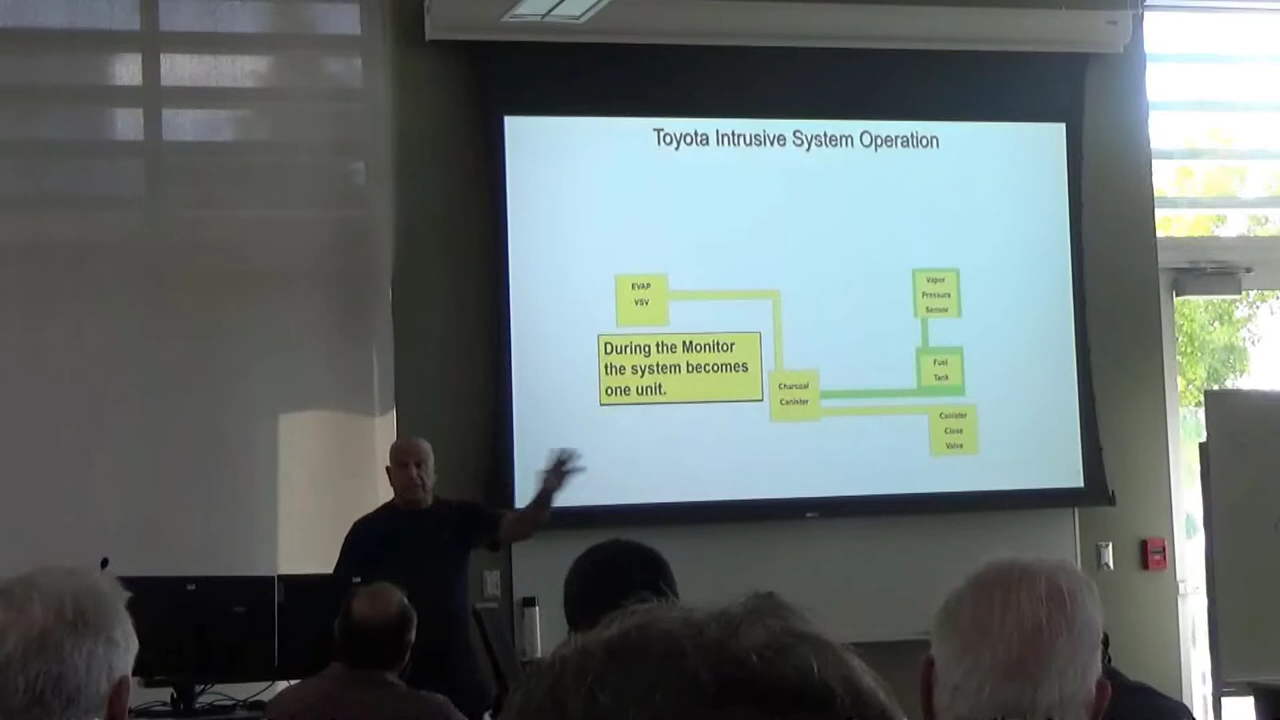 Toyota Intrusive System Operation
EVAP
VSV
Vapor
Pressure
Sensor
During the Monitor
the system becomes
one unit.
Fuel
Tank
Charcoal
Canister
Canister
Close
Valve